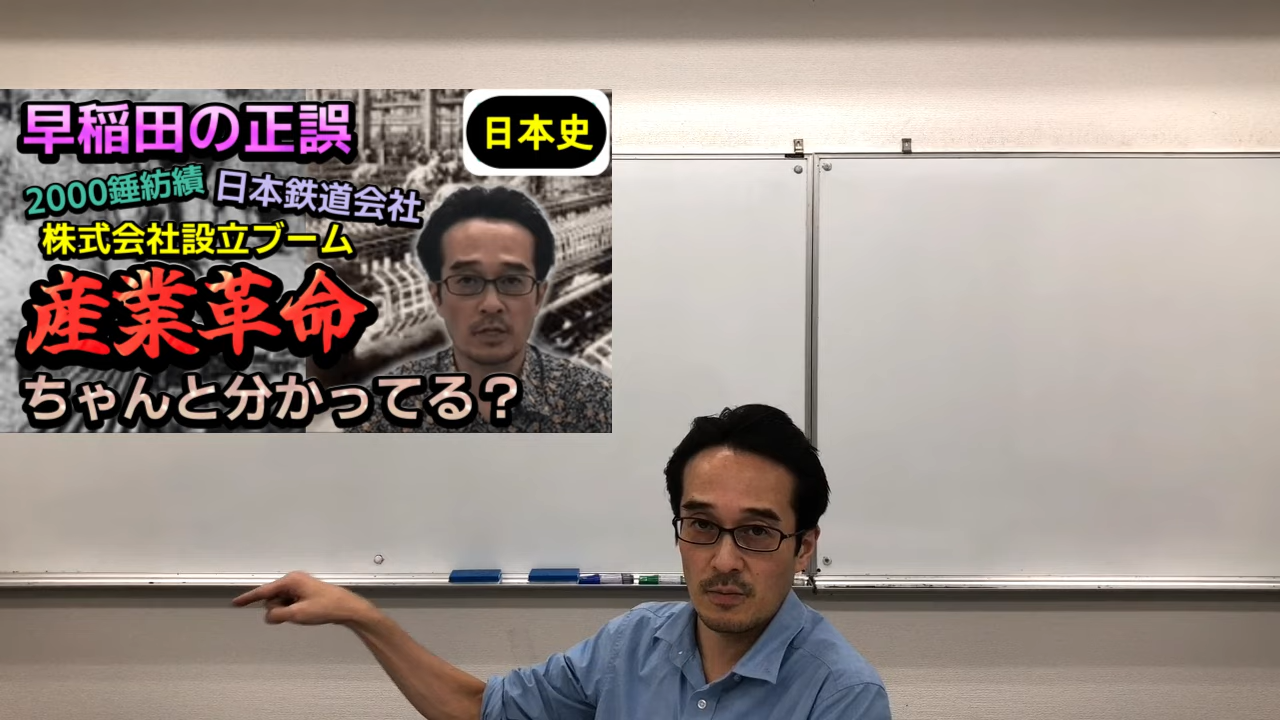 早稲田の正誤
日本史
2000錘紡績 日本鉄道会社
株式会社設立ブーム
産業革命
ちゃんと分かってる？